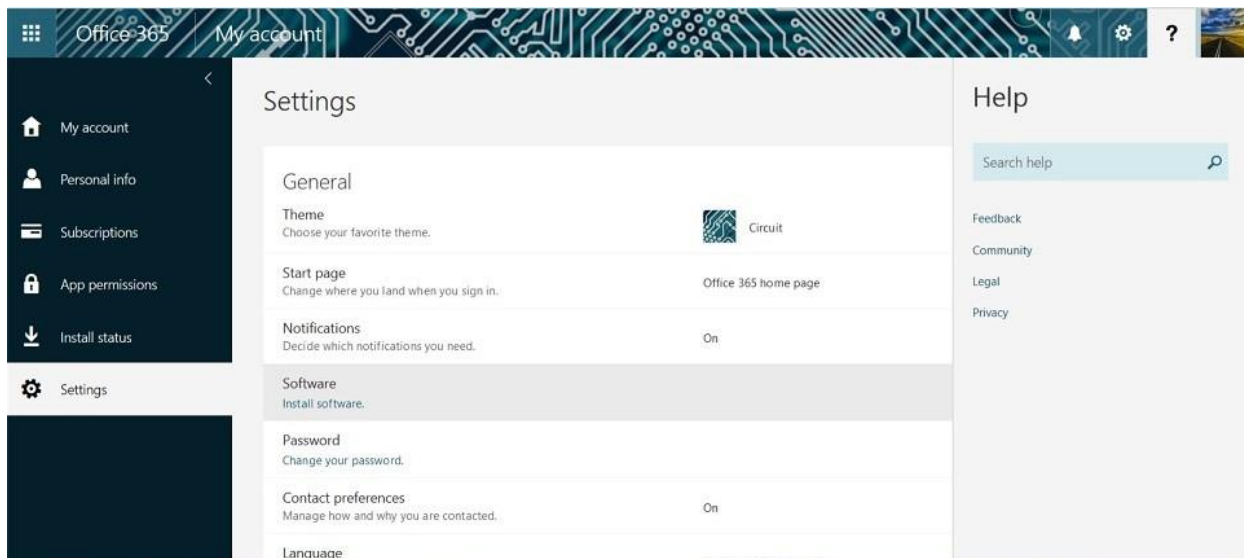 Office 365 My account ?
Settings
Help
My account
Personal info
Subscriptions
App permissions
Install status
Settings
General
Theme
Choose your favorite theme.
Circuit
Start page
Change where you land when you sign in.
Office 365 home page
Notifications
Decide which notifications you need.
On
Software
Install software.
Password
Change your password.
Contact preferences
Manage how and why you are contacted.
On
Language
Search help
Feedback
Community
Legal
Privacy